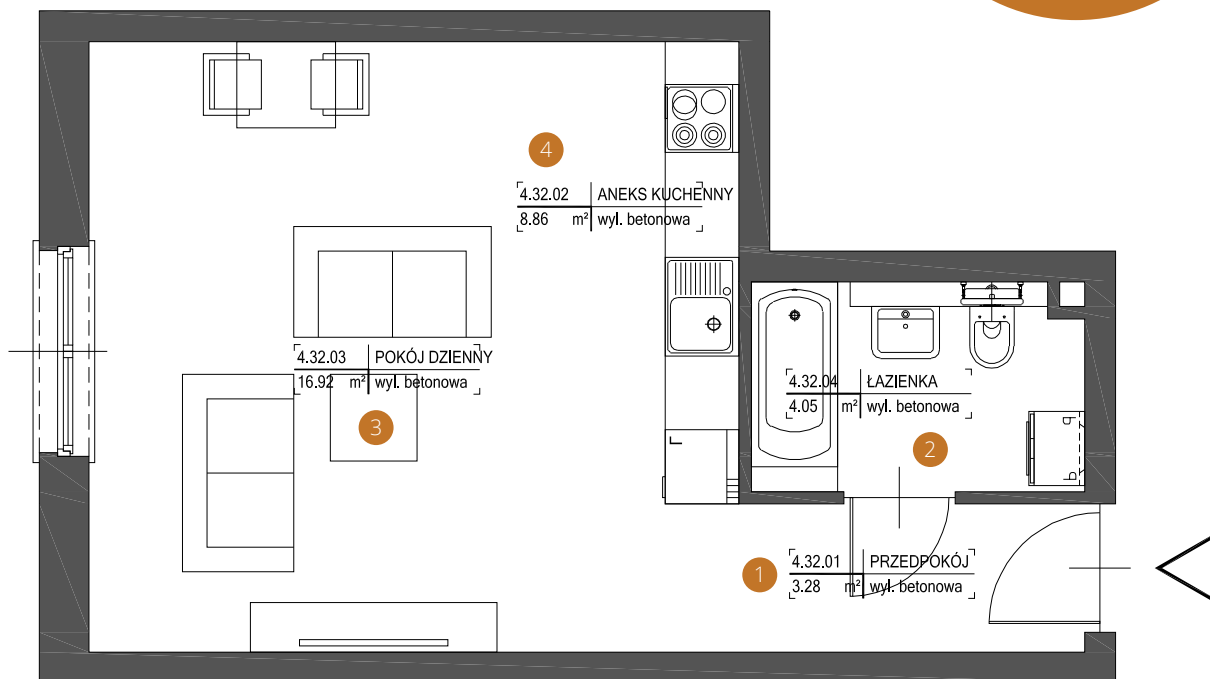 4
4.32.02 ANEKS KUCHENNY
8.86 m² wyl. betonowa
4.32.03 POKÓJ DZIENNY
16.92 m² wyl. betonowa
3
4.32.04 ŁAZIENKA
4.05 m² wyl. betonowa
2
L
b
b
1
4.32.01 PRZEDPOKÓJ
3.28 m² wyl. betonowa